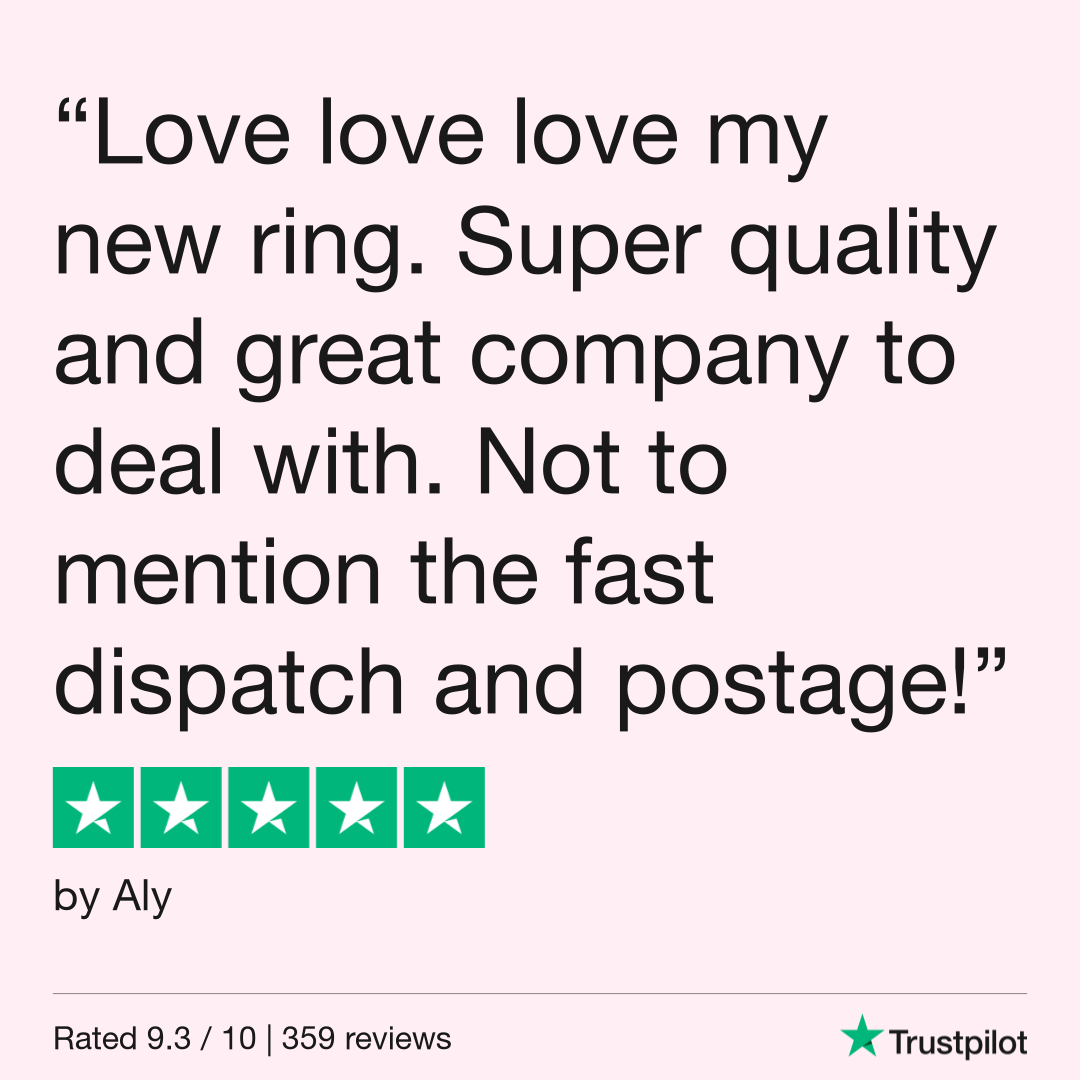 “Love love love my
new ring. Super quality
and great company to
deal with. Not to
mention the fast
dispatch and postage!”
by Aly
Rated 9.3 / 10 | 359 reviews
Trustpilot